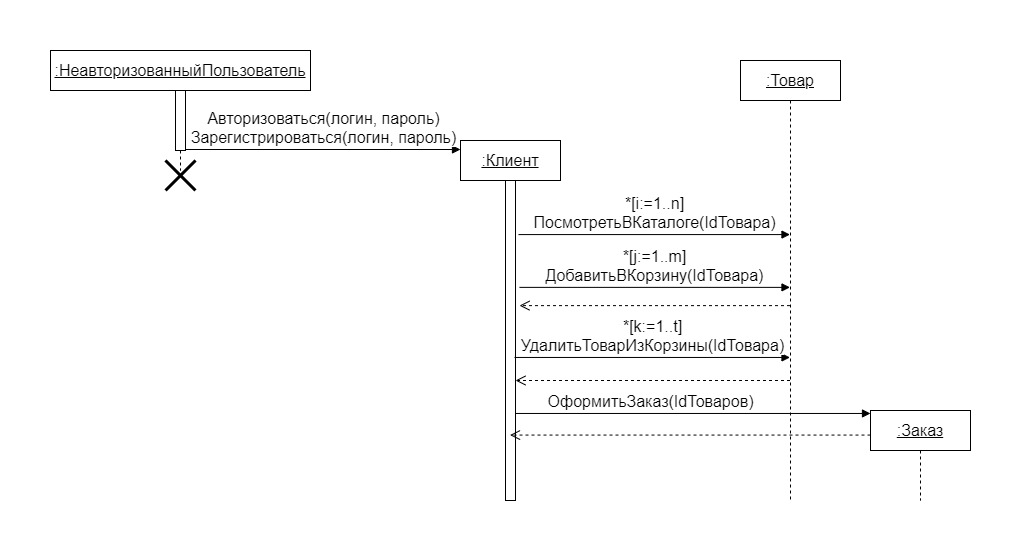 :НеавторизованныйПользователь
:Товар
Авторизоваться(логин, пароль)
Зарегистрироваться(логин, пароль)
:Клиент
*[i:=1..n]
ПосмотретьВКаталоге(IdТовара)
*[j:=1..m]
ДобавитьВКорзину(IdТовара)
*[k:=1..t]
УдалитьТоварИзКорзины(IdТовара)
ОформитьЗаказ(IdТоваров)
:Заказ